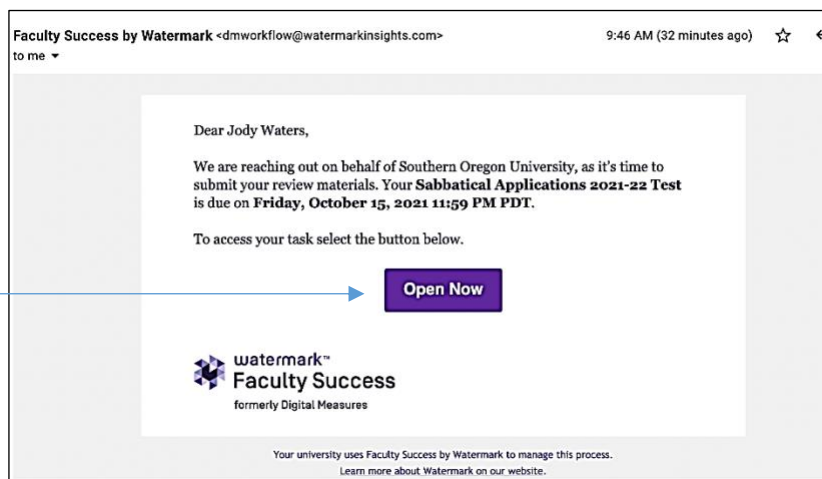 Faculty Success by Watermark <dmworkflow@watermarkinsights.com> 9:46 AM (32 minutes ago)
to me
Dear Jody Waters,
We are reaching out on behalf of Southern Oregon University, as it's time to
submit your review materials. Your Sabbatical Applications 2021-22 Test
is due on Friday, October 15, 2021 11:59 PM PDT.
To access your task select the button below.
Open Now
watermark™
Faculty Success
formerly Digital Measures
Your university uses Faculty Success by Watermark to manage this process.
Learn more about Watermark on our website.